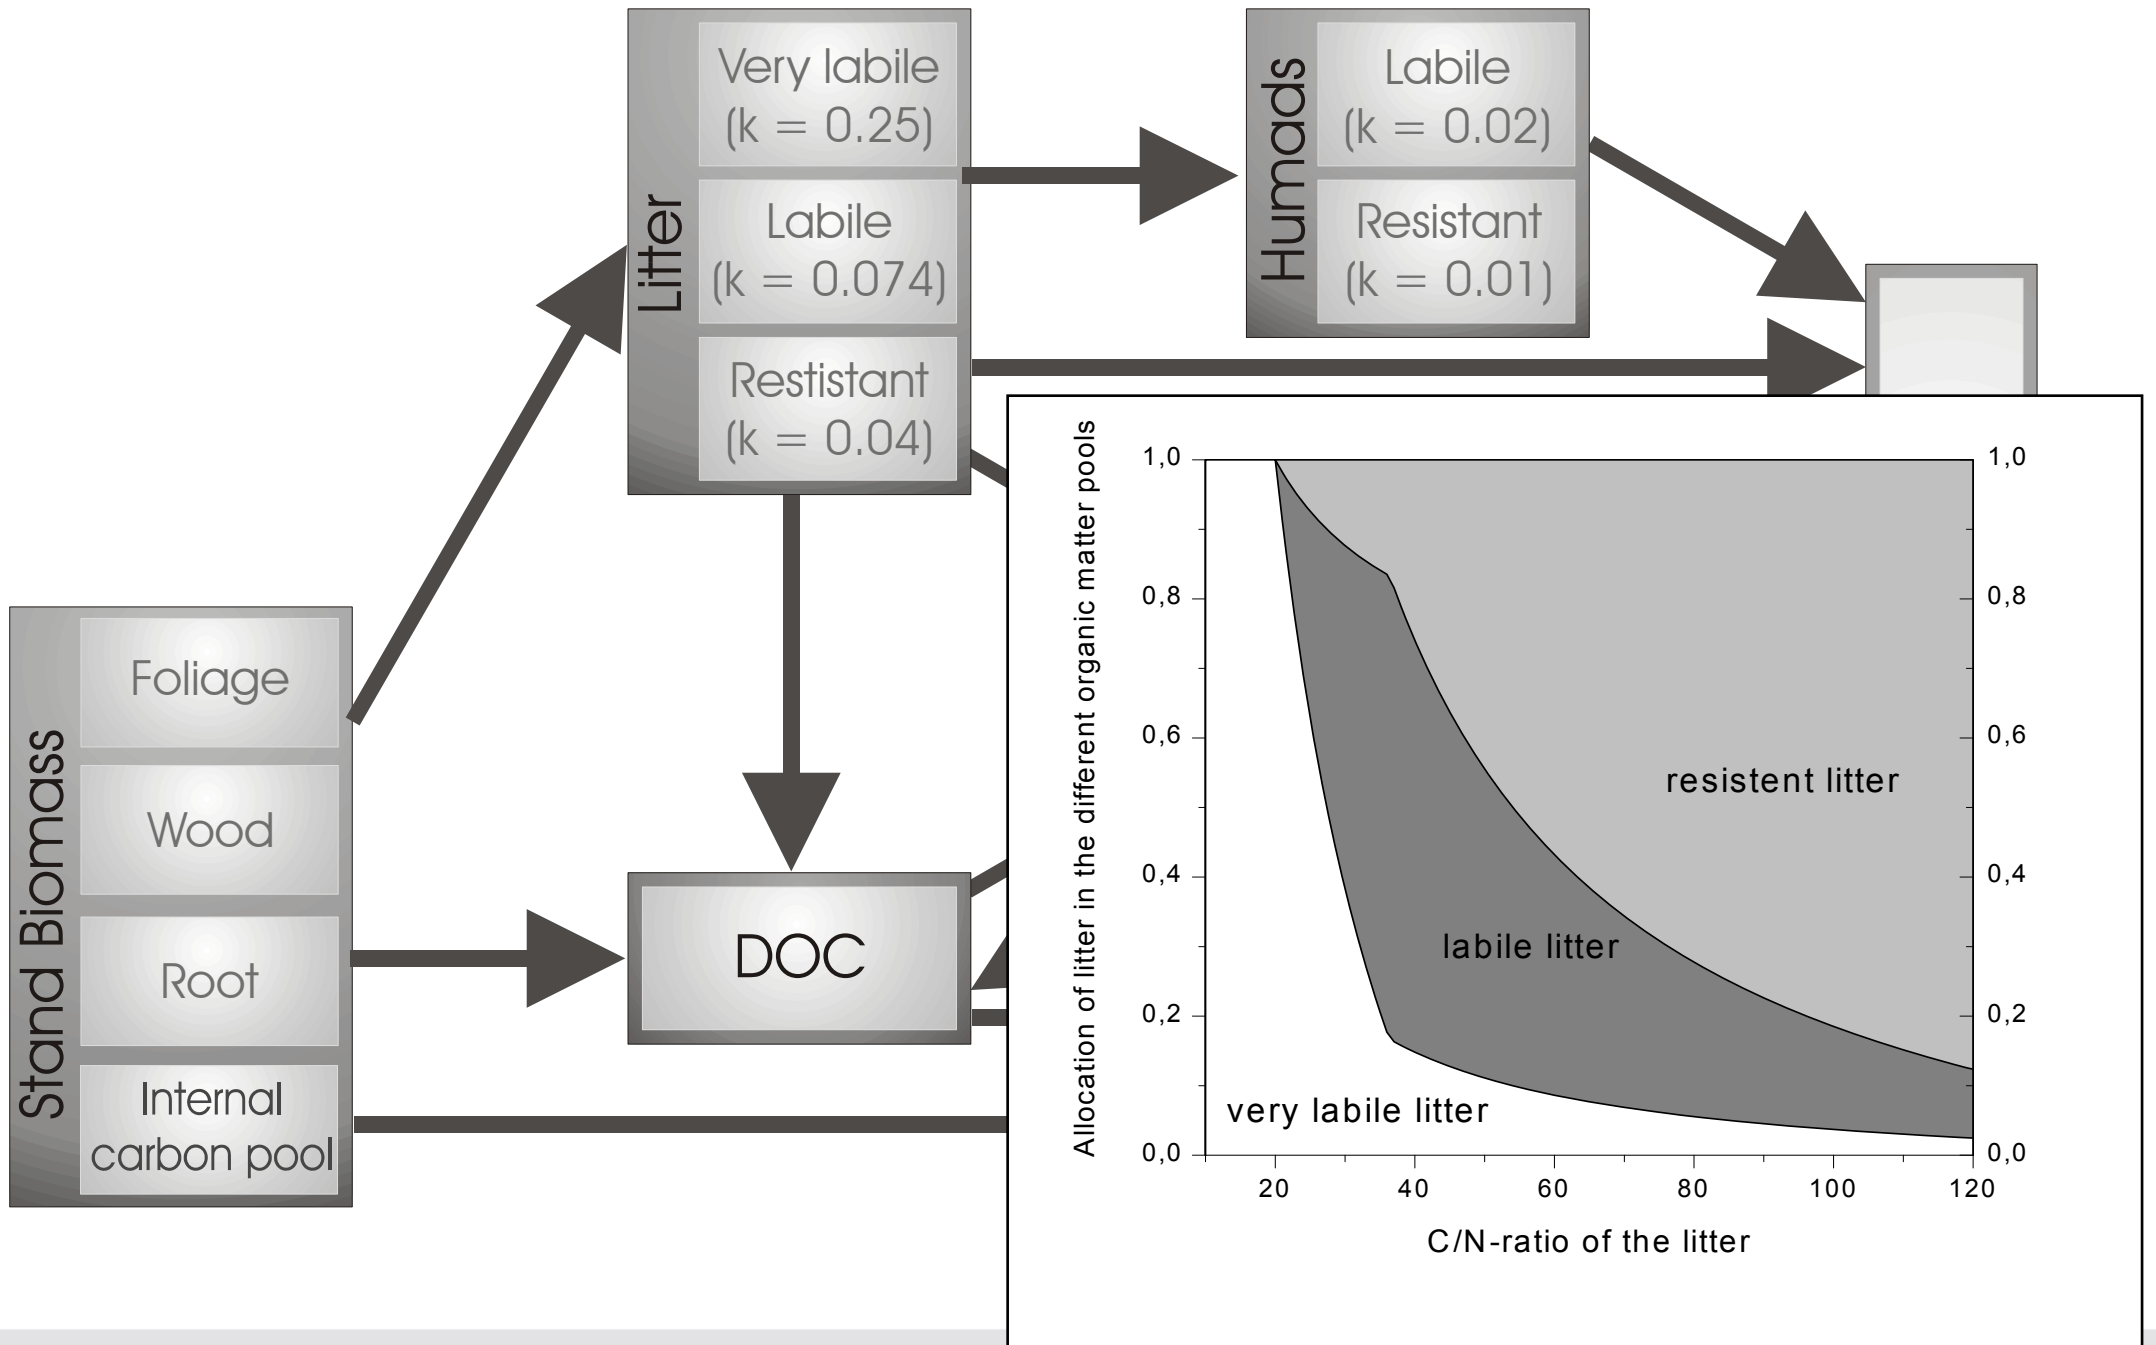 Litter
Very labile
(k = 0.25)
Labile
(k = 0.074)
Restistant
(k = 0.04)
Humads
Labile
(k = 0.02)
Resistant
(k = 0.01)
Stand Biomass
Foliage
Wood
Root
Internal
carbon pool
DOC
Allocation of litter in the different organic matter pools
1,0
0,8
0,6
0,4
0,2
0,0
resistent litter
labile litter
very labile litter
1,0
0,8
0,6
0,4
0,2
0,0
20 40 60 80 100 120
C/N-ratio of the litter